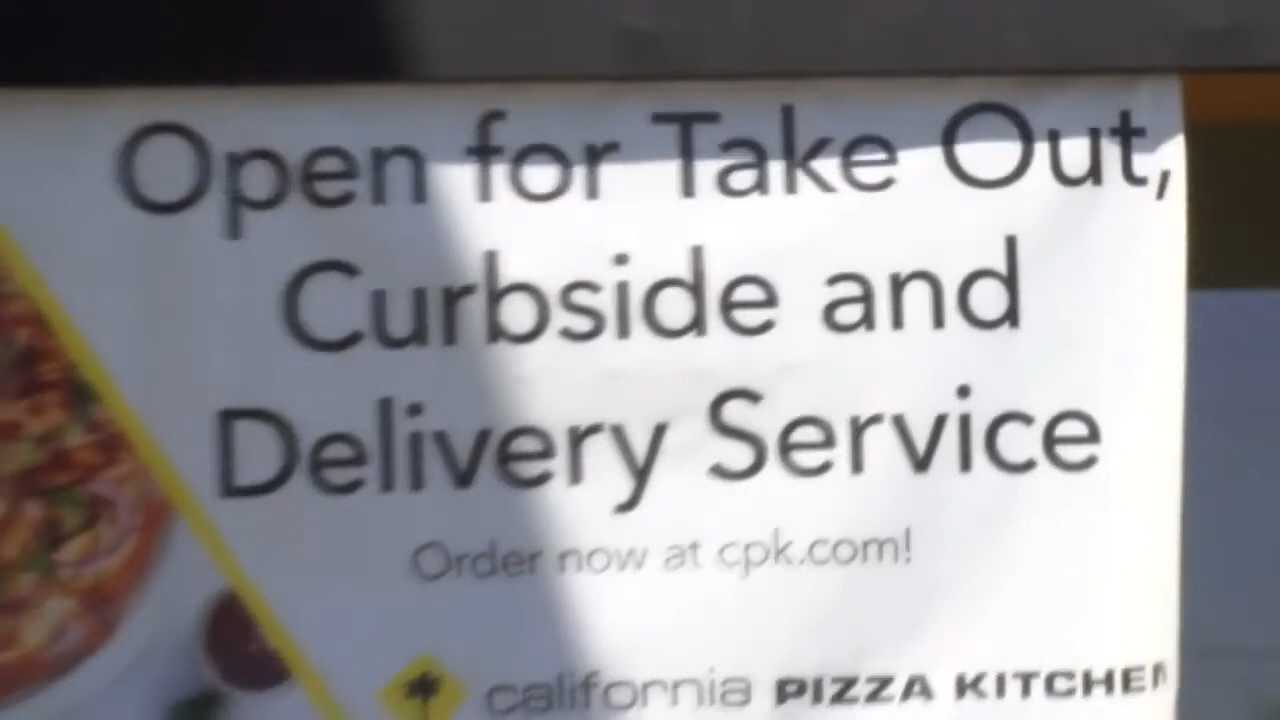 Open for Take Out,
Curbside and
Delivery Service
Order now at cpk.com!
california PIZZA KITCHEN